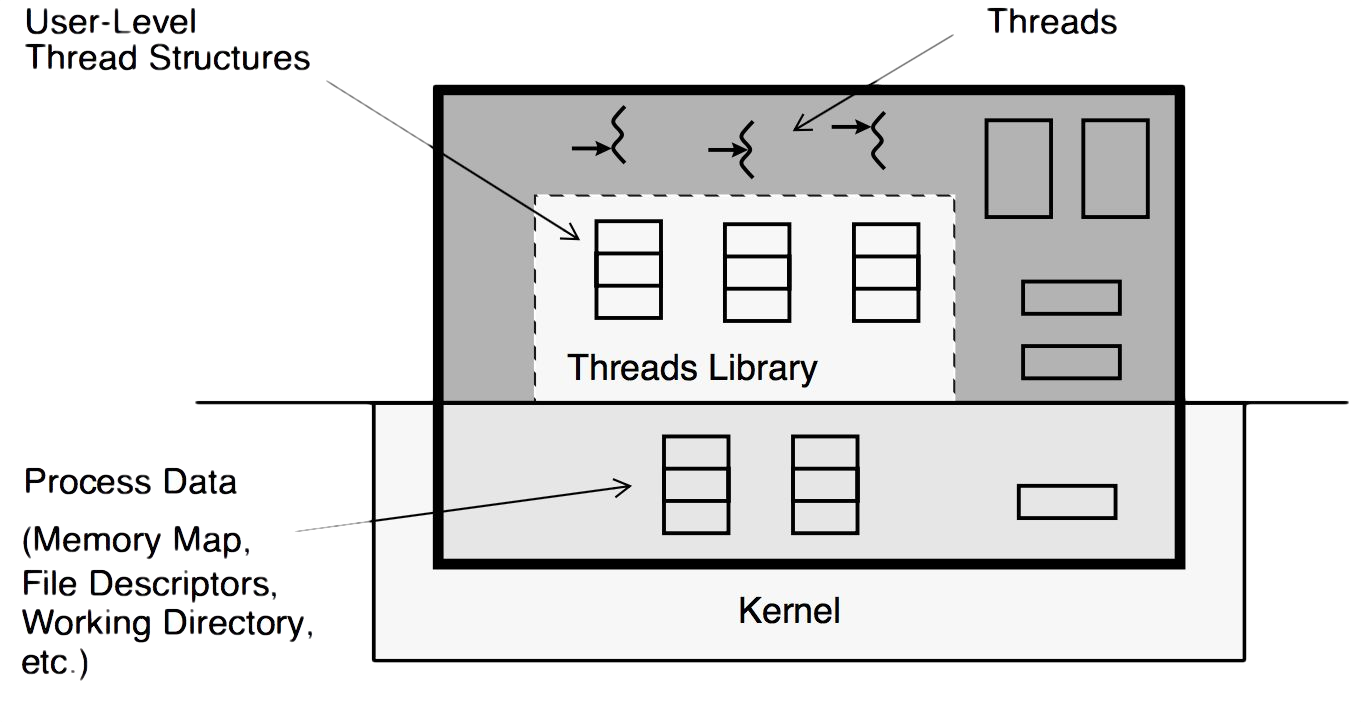 User-Level
Thread Structures
Threads
Threads Library
Process Data
(Memory Map,
File Descriptors,
Working Directory,
etc.)
Kernel